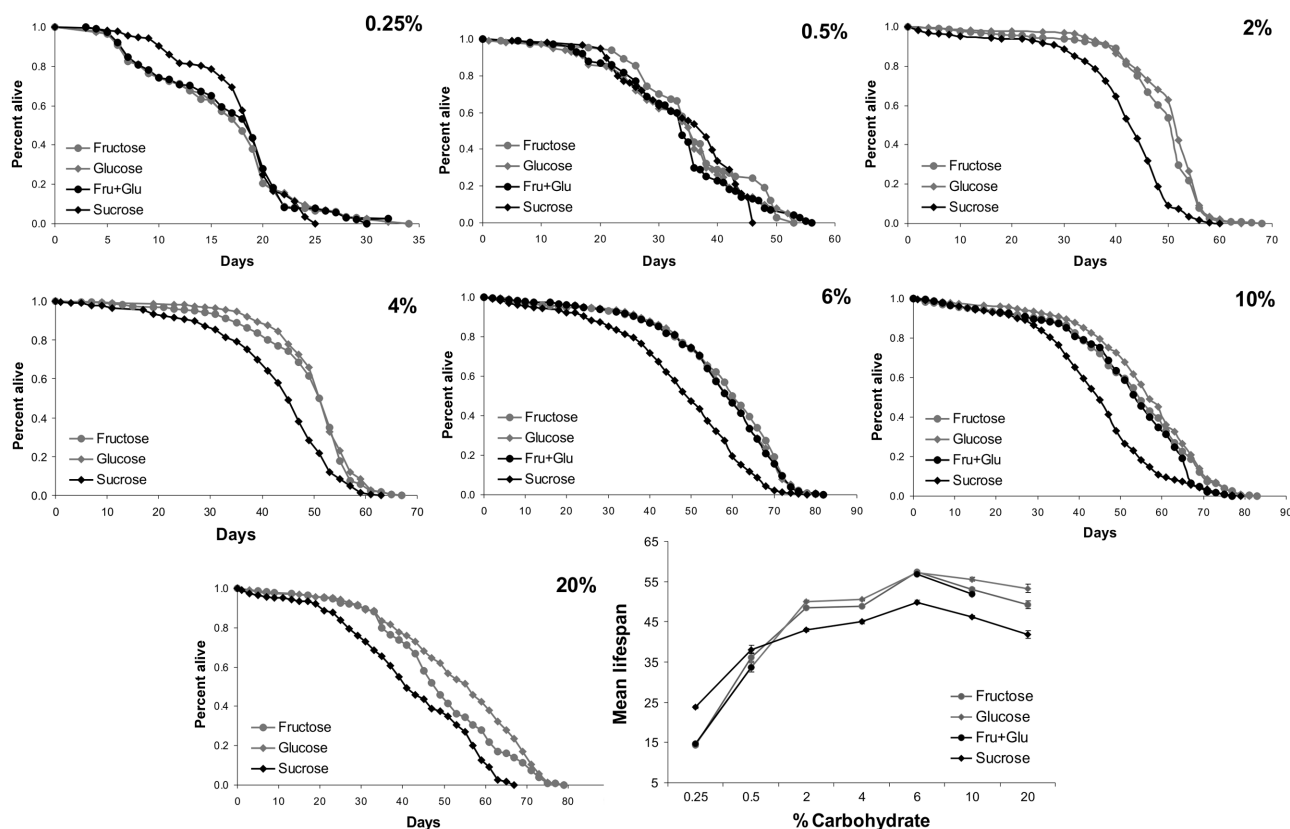 0.25%
Percent alive
1.0
0.8
0.6
0.4
0.2
0.0
Fructose
Glucose
Fru+Glu
Sucrose
0 5 10 15 20 25 30 35
Days
0.5%
Percent alive
1.0
0.8
0.6
0.4
0.2
0.0
Fructose
Glucose
Fru+Glu
Sucrose
0 10 20 30 40 50 60
Days
2%
Percent alive
1.0
0.8
0.6
0.4
0.2
0.0
Fructose
Glucose
Sucrose
0 10 20 30 40 50 60 70
Days
4%
Percent alive
1.0
0.8
0.6
0.4
0.2
0.0
Fructose
Glucose
Sucrose
0 10 20 30 40 50 60 70
Days
6%
Percent alive
1.0
0.8
0.6
0.4
0.2
0.0
Fructose
Glucose
Fru+Glu
Sucrose
0 10 20 30 40 50 60 70 80 90
Days
10%
Percent alive
1.0
0.8
0.6
0.4
0.2
0.0
Fructose
Glucose
Fru+Glu
Sucrose
0 10 20 30 40 50 60 70 80 90
Days
20%
Percent alive
1.0
0.8
0.6
0.4
0.2
0.0
Fructose
Glucose
Sucrose
0 10 20 30 40 50 60 70 80
Days
Mean lifespan
65
55
45
35
25
15
5
Fructose
Glucose
Fru+Glu
Sucrose
0.25 0.5 2 4 6 10 20
% Carbohydrate